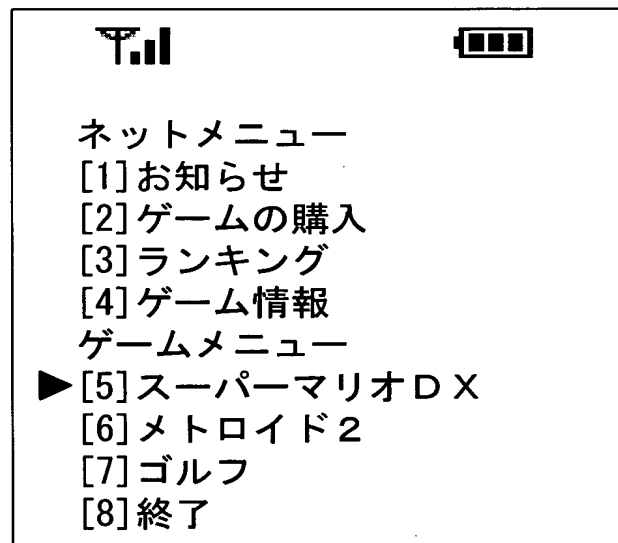 ネットメニュー
[1]お知らせ
[2]ゲームの購入
[3]ランキング
[4]ゲーム情報
ゲームメニュー
▶[5]スーパーマリオＤＸ
[6]メトロイド２
[7]ゴルフ
[8]終了